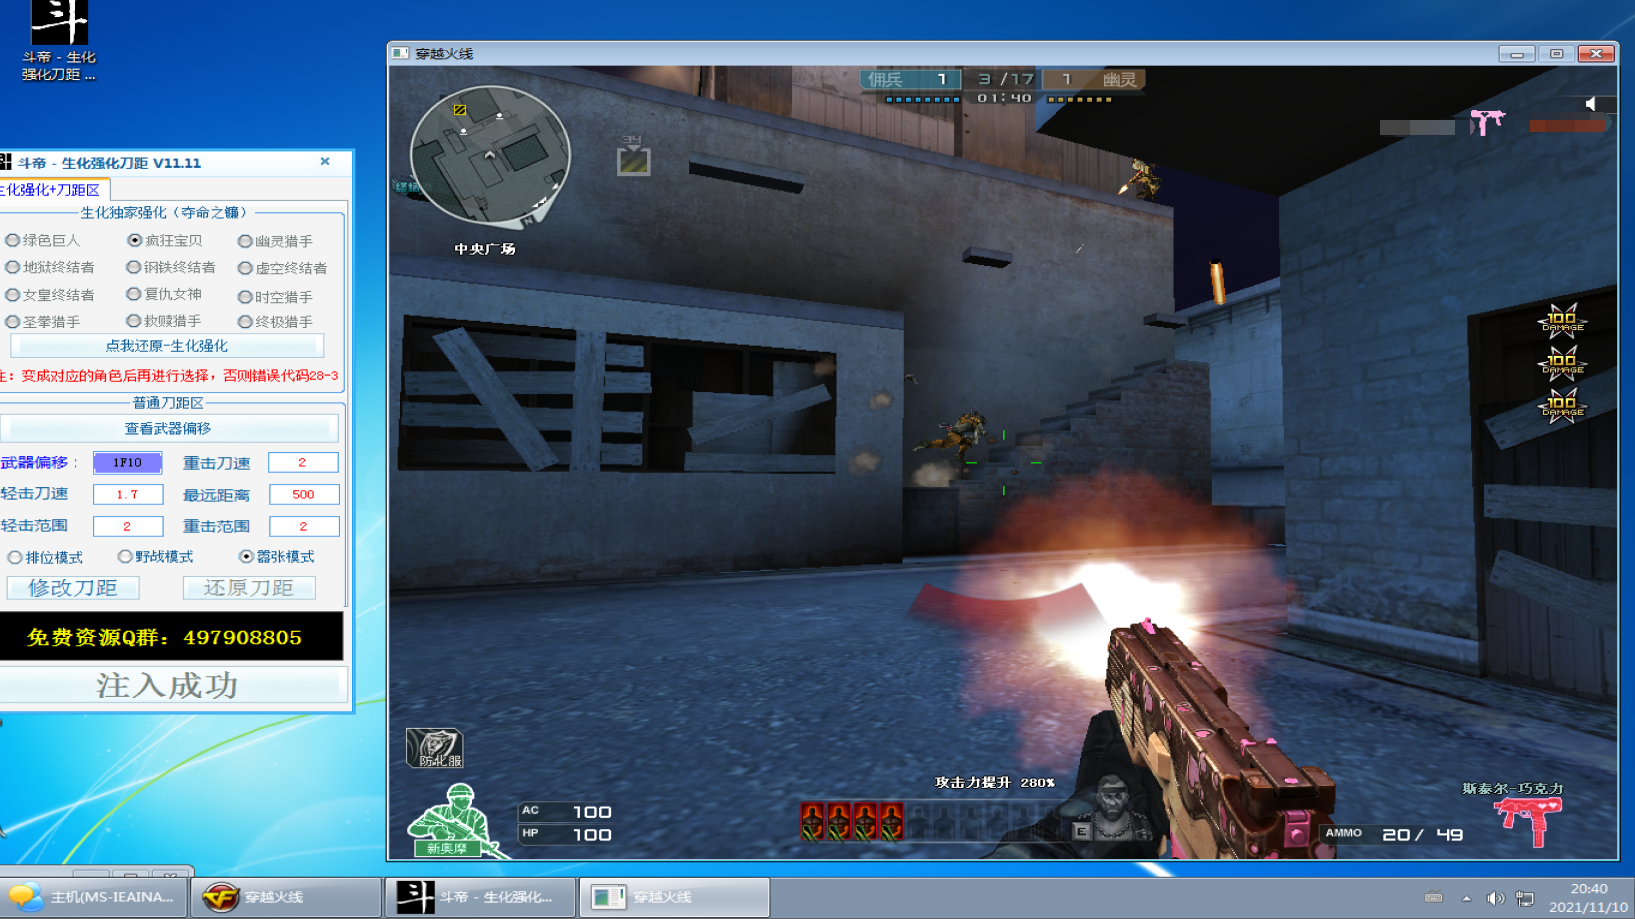 斗帝 - 生化
强化刀距 ...
斗帝 - 生化强化刀距 V11.11
生化强化+刀距区
生化独家强化（夺命之镰）
绿色巨人
疯狂宝贝
幽灵猎手
地狱终结者
钢铁终结者
虚空终结者
女皇终结者
复仇女神
时空猎手
圣拳猎手
救赎猎手
终极猎手
点我还原-生化强化
注：变成对应的角色后再进行选择，否则错误代码28-3
普通刀距区
查看武器偏移
武器偏移：
1F10
重击刀速
2
轻击刀速
1.7
最远距离
500
轻击范围
2
重击范围
2
排位模式
野战模式
嚣张模式
修改刀距
还原刀距
免费资源Q群：497908805
注入成功
穿越火线
佣兵 1
3 /17
1 幽灵
01:40
34
N
中央广场
100
DAMAGE
100
DAMAGE
100
DAMAGE
防化服
新奥摩
AC 100
HP 100
攻击力提升 280%
E
斯泰尔-巧克力
AMMO 20/ 49
主机(MS-IEAINA...
穿越火线
斗帝 - 生化强化...
穿越火线
20:40
2021/11/10